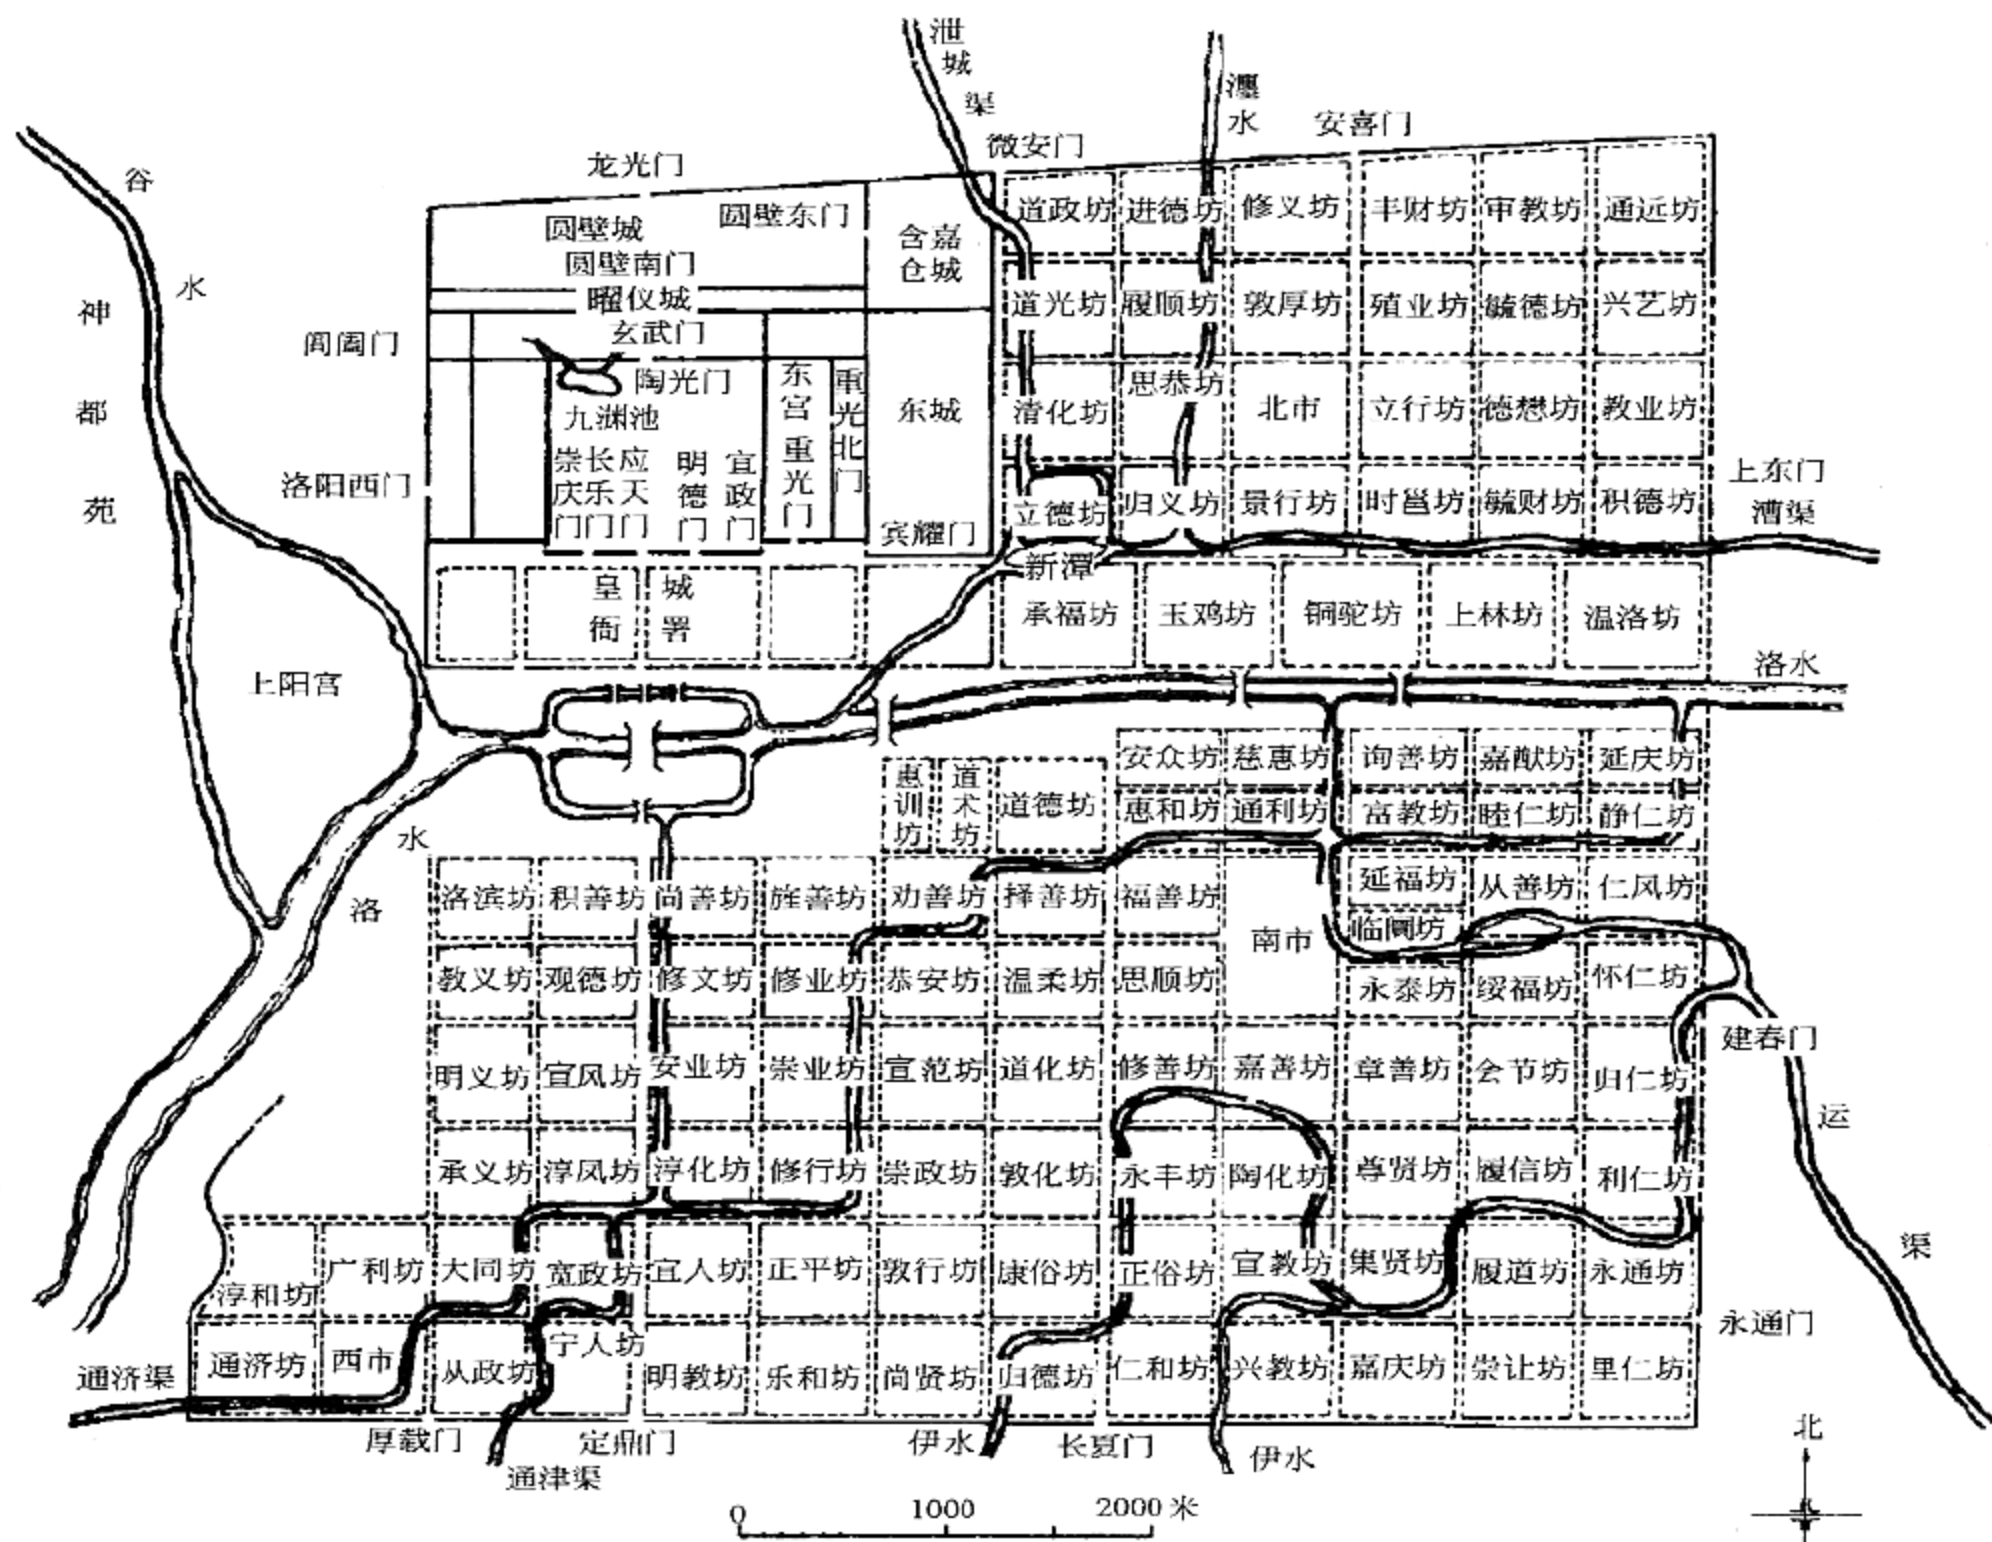 泄城渠
瀍水
微安门
安喜门
谷水
龙光门
圆壁城
圆壁东门
圆壁南门
含嘉仓城
曜仪城
玄武门
阊阖门
陶光门
九渊池
东宫
重光北门
东城
洛阳西门
崇庆门
长乐门
应天门
明德门
宣政门
重光门
宾耀门
神都苑
道政坊
进德坊
修义坊
丰财坊
审教坊
通远坊
道光坊
履顺坊
敦厚坊
殖业坊
毓德坊
兴艺坊
清化坊
思恭坊
北市
立行坊
德懋坊
教业坊
上东门
立德坊
归义坊
景行坊
时邕坊
毓财坊
积德坊
漕渠
新潭
皇城
衙署
承福坊
玉鸡坊
铜驼坊
上林坊
温洛坊
洛水
上阳宫
安众坊
慈惠坊
询善坊
嘉猷坊
延庆坊
惠训坊
道术坊
道德坊
惠和坊
通利坊
富教坊
睦仁坊
静仁坊
水
洛
洛滨坊
积善坊
尚善坊
旌善坊
劝善坊
择善坊
福善坊
南市
延福坊
从善坊
仁风坊
临阛坊
教义坊
观德坊
修文坊
修业坊
恭安坊
温柔坊
思顺坊
永泰坊
绥福坊
怀仁坊
建春门
明义坊
宣风坊
安业坊
崇业坊
宣范坊
道化坊
修善坊
嘉善坊
章善坊
会节坊
归仁坊
运渠
承义坊
淳风坊
淳化坊
修行坊
崇政坊
敦化坊
永丰坊
陶化坊
尊贤坊
履信坊
利仁坊
淳和坊
广利坊
大同坊
宽政坊
宜人坊
正平坊
敦行坊
康俗坊
正俗坊
宣教坊
集贤坊
履道坊
永通坊
永通门
通济渠
通济坊
西市
从政坊
宁人坊
明教坊
乐和坊
尚贤坊
归德坊
仁和坊
兴教坊
嘉庆坊
崇让坊
里仁坊
厚载门
定鼎门
伊水
长夏门
伊水
通津渠
北
0 1000 2000 米